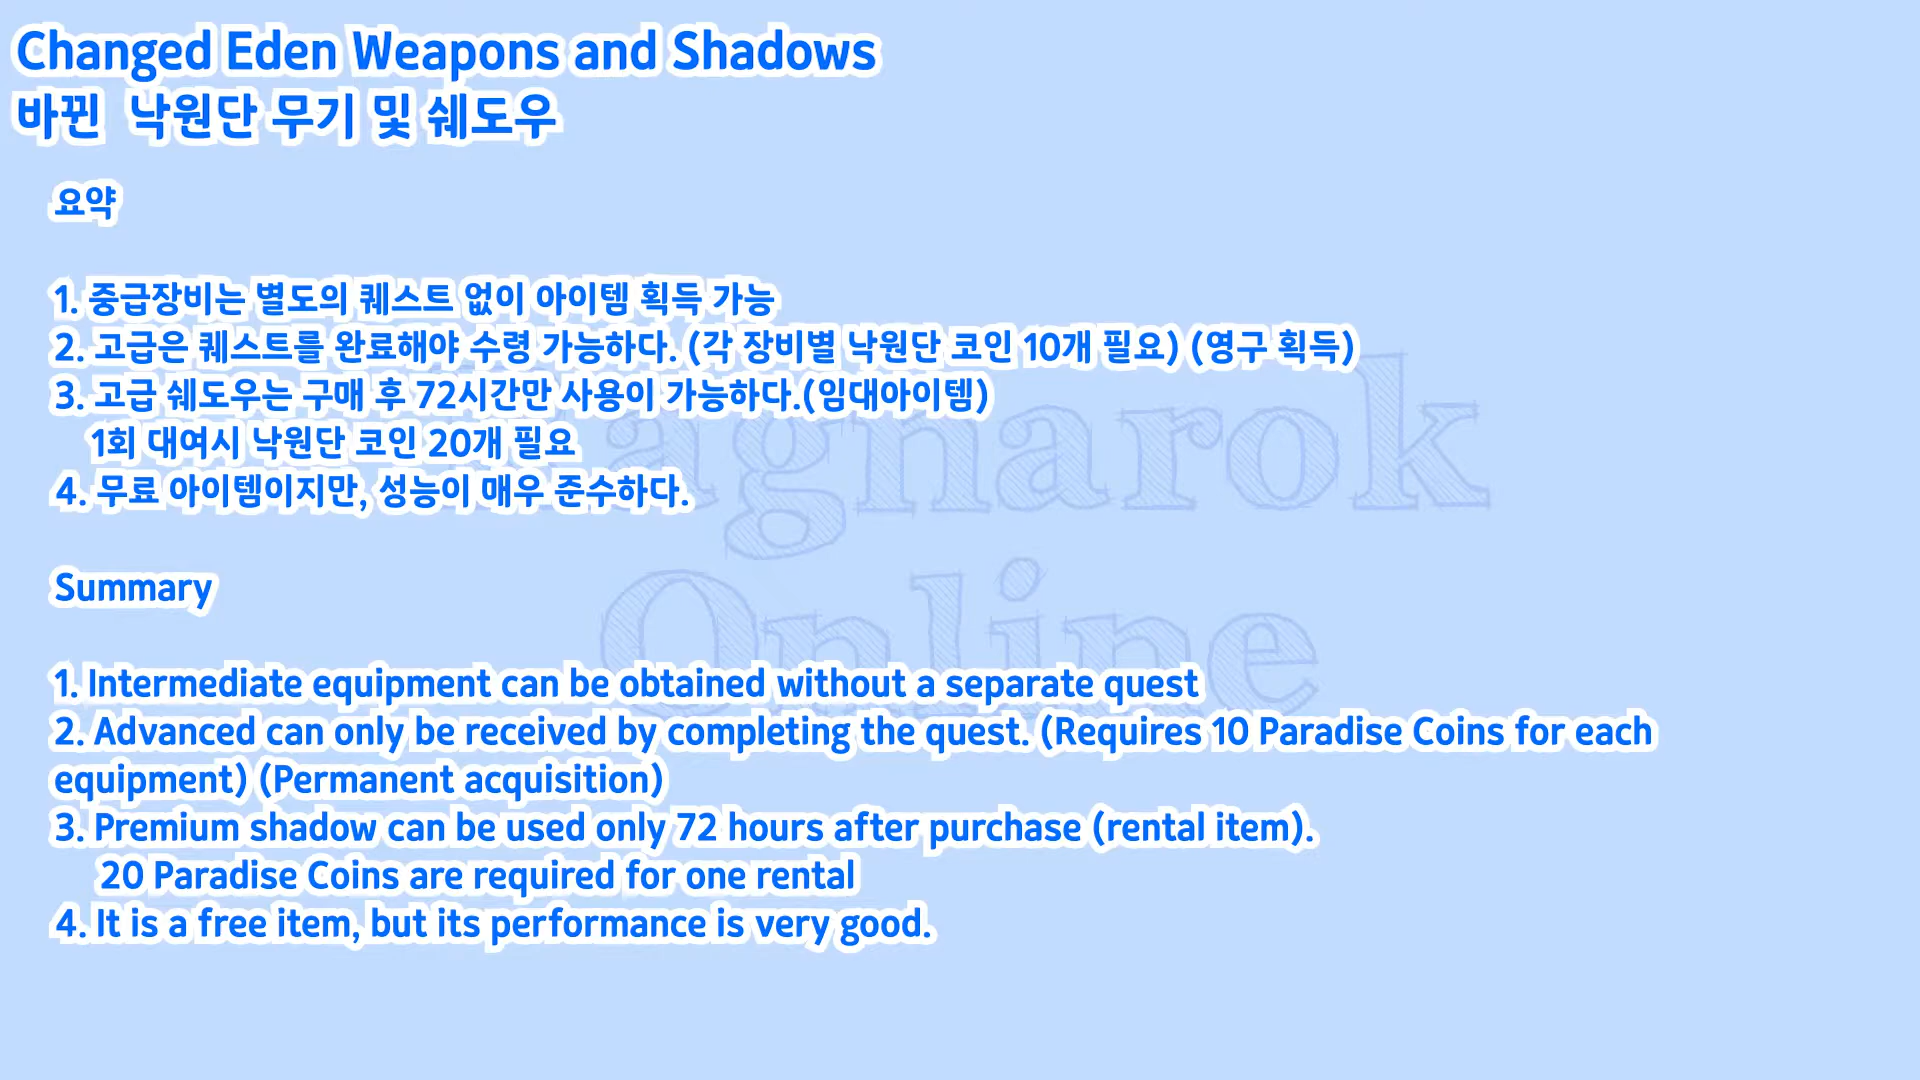 Changed Eden Weapons and Shadows
바뀐 낙원단 무기 및 쉐도우
요약
1. 중급장비는 별도의 퀘스트 없이 아이템 획득 가능
2. 고급은 퀘스트를 완료해야 수령 가능하다. (각 장비별 낙원단 코인 10개 필요) (영구 획득)
3. 고급 쉐도우는 구매 후 72시간만 사용이 가능하다.(임대아이템)
1회 대여시 낙원단 코인 20개 필요
4. 무료 아이템이지만, 성능이 매우 준수하다.
Ragnarok
Online
Summary
1. Intermediate equipment can be obtained without a separate quest
2. Advanced can only be received by completing the quest. (Requires 10 Paradise Coins for each
equipment) (Permanent acquisition)
3. Premium shadow can be used only 72 hours after purchase (rental item).
20 Paradise Coins are required for one rental
4. It is a free item, but its performance is very good.